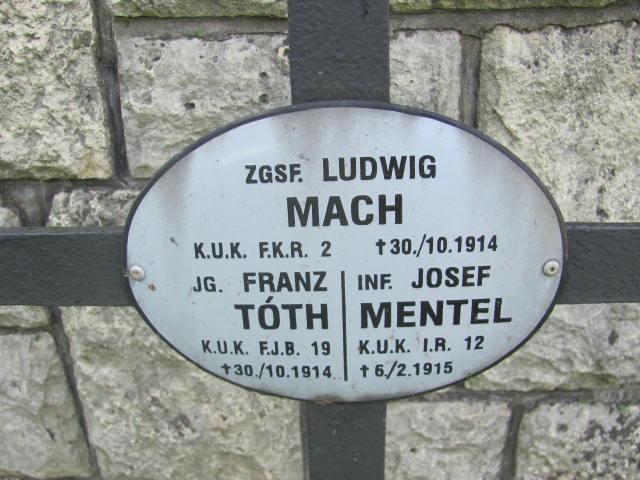 ZGSF. LUDWIG
MACH
K.U.K. F.K.R. 2 †30./10.1914
JG. FRANZ
TÓTH
K.U.K. F.J.B. 19
†30./10.1914
INF. JOSEF
MENTEL
K.U.K. I.R. 12
†6./2.1915